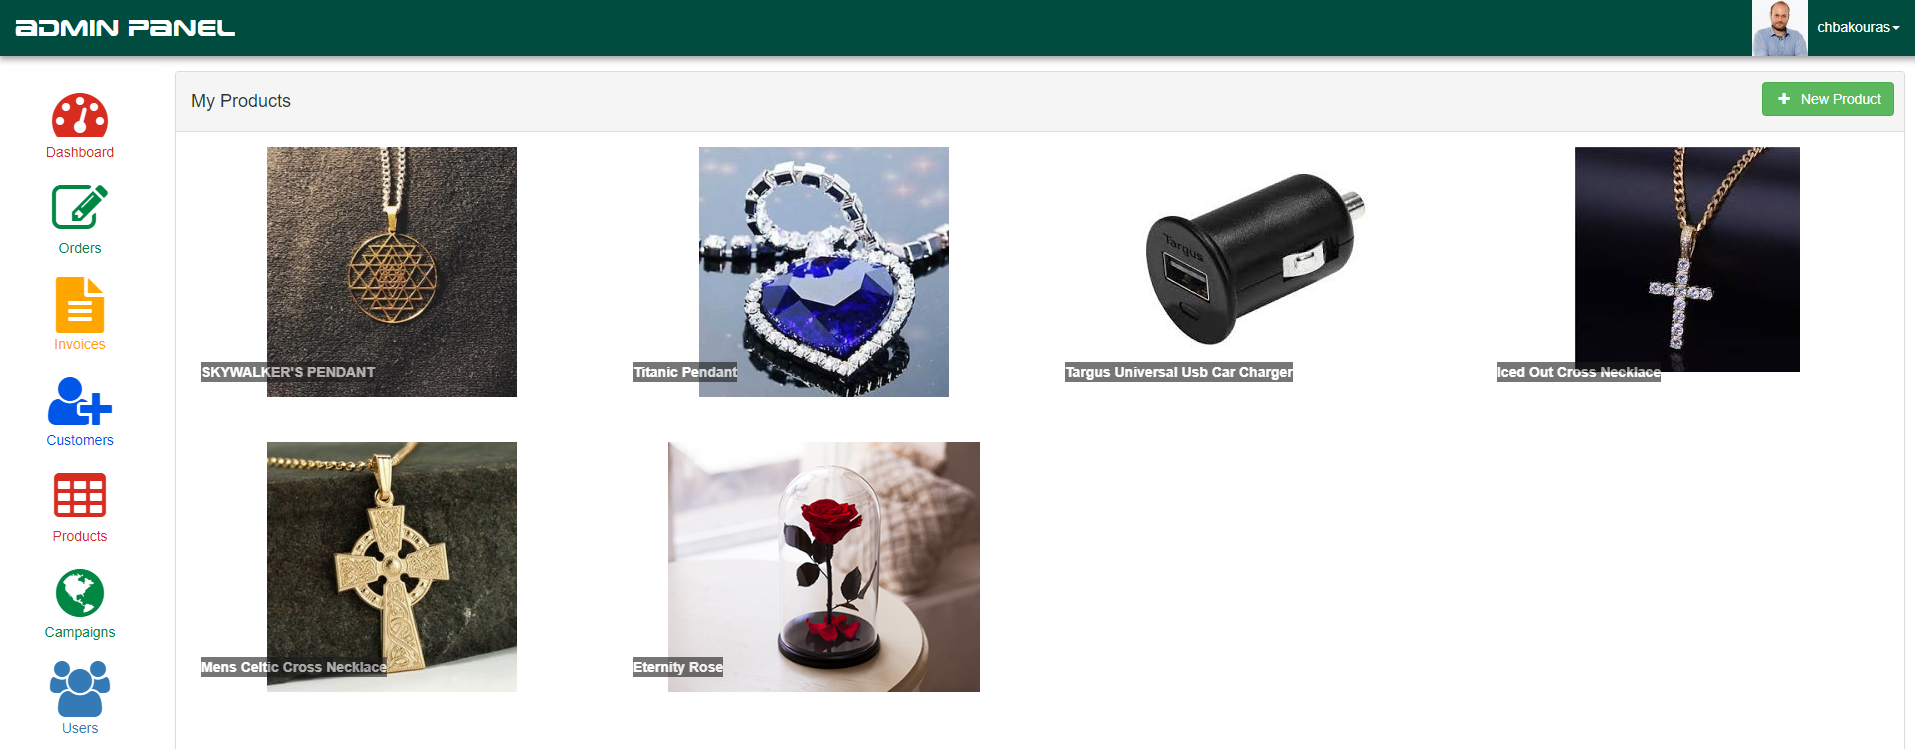 ADMIN PANEL
chbakouras
Dashboard
Orders
Invoices
Customers
Products
Campaigns
Users
My Products
New Product
SKYWALKER'S PENDANT
Titanic Pendant
Targus
Targus Universal Usb Car Charger
Iced Out Cross Necklace
Mens Celtic Cross Necklace
Eternity Rose